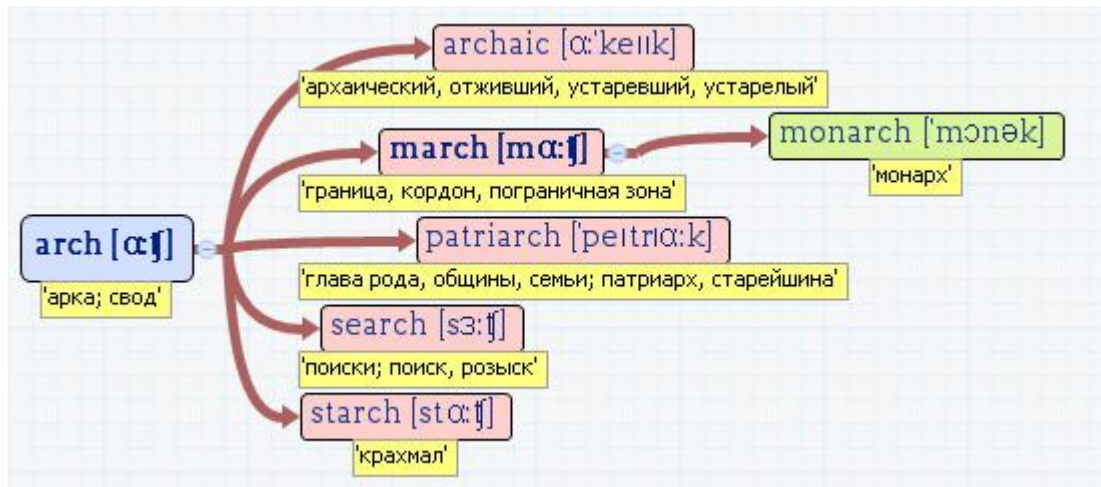 archaic [ɑ:'keɪɪk]
'архаический, отживший, устаревший, устарелый'
march [mɑ:ʧ]
monarch ['mɔnək]
'граница, кордон, пограничная зона'
'монарх'
arch [ɑ:ʧ]
'арка; свод'
patriarch ['peɪtrɪɑ:k]
'глава рода, общины, семьи; патриарх, старейшина'
search [sɜ:ʧ]
'поиски; поиск, розыск'
starch [stɑ:ʧ]
'крахмал'